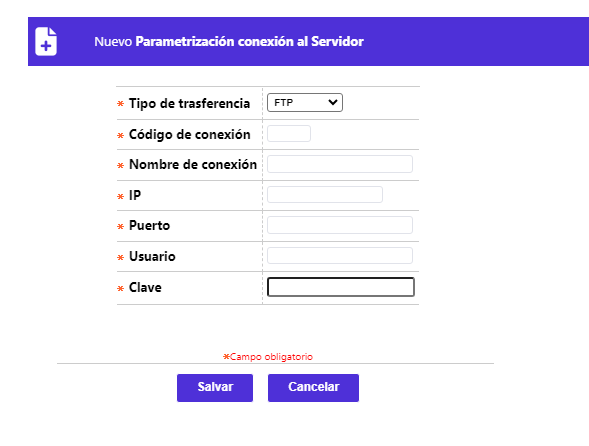 Nuevo Parametrización conexión al Servidor
* Tipo de trasferencia FTP
* Código de conexión
* Nombre de conexión
* IP
* Puerto
* Usuario
* Clave
*Campo obligatorio
Salvar Cancelar